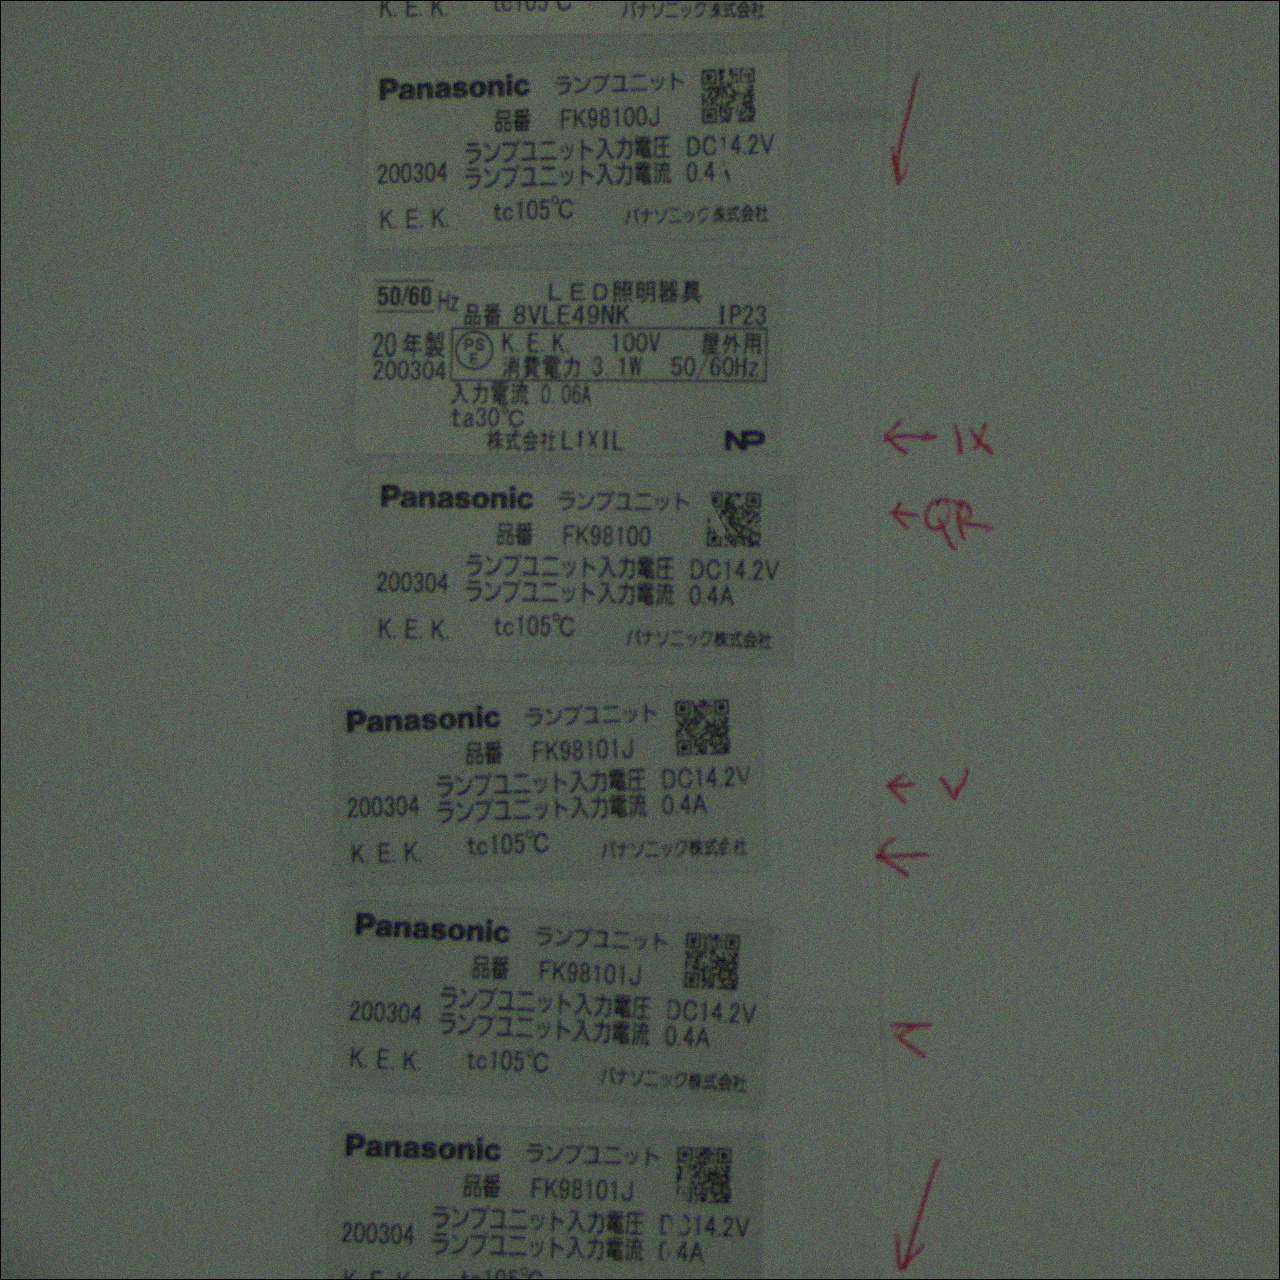 K. E. K. tc105℃ パナソニック株式会社
Panasonic ランプユニット
品番 FK98100J
ランプユニット入力電圧 DC14.2V
200304 ランプユニット入力電流 0.4
K. E. K. tc105℃ パナソニック株式会社
50/60 Hz LED照明器具
品番 8VLE49NK IP23
20年製 PS E K. E. K. 100V 屋外用
200304 消費電力 3.1W 50/60Hz
入力電流 0.06A
ta30℃
株式会社LIXIL NP
← IX
Panasonic ランプユニット
← QR
品番 FK98100
ランプユニット入力電圧 DC14.2V
200304 ランプユニット入力電流 0.4A
K. E. K. tc105℃ パナソニック株式会社
Panasonic ランプユニット
品番 FK98101J
ランプユニット入力電圧 DC14.2V
← V
200304 ランプユニット入力電流 0.4A
K. E. K. tc105℃ パナソニック株式会社
Panasonic ランプユニット
品番 FK98101J
ランプユニット入力電圧 DC14.2V
200304 ランプユニット入力電流 0.4A
K. E. K. tc105℃ パナソニック株式会社
Panasonic ランプユニット
品番 FK98101J
ランプユニット入力電圧 DC14.2V
200304 ランプユニット入力電流 0.4A
K. E. K. tc105℃